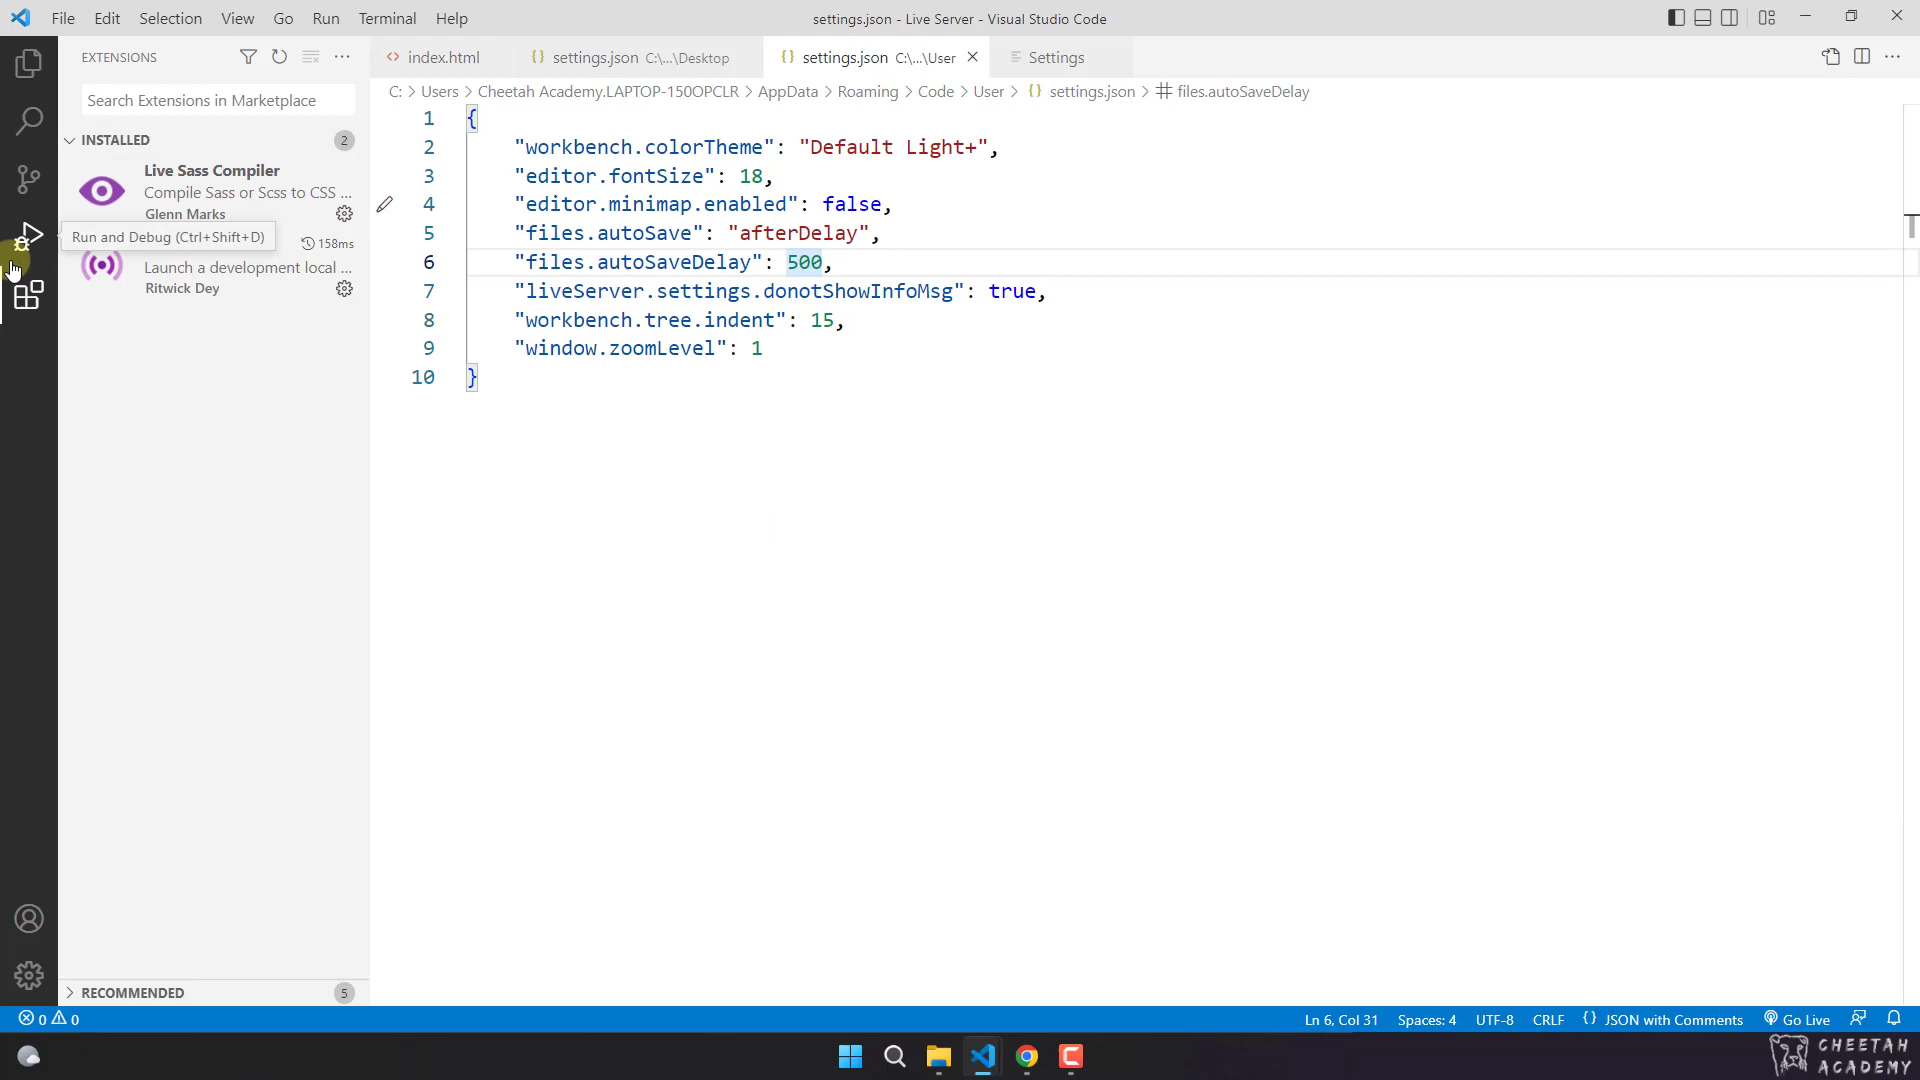 File Edit Selection View Go Run Terminal Help
settings.json - Live Server - Visual Studio Code
EXTENSIONS
Search Extensions in Marketplace
INSTALLED 2
Live Sass Compiler
Compile Sass or Scss to CSS ...
Glenn Marks
Run and Debug (Ctrl+Shift+D)
158ms
Launch a development local ...
Ritwick Dey
RECOMMENDED 5
index.html
settings.json C:\...\Desktop
settings.json C:\...\User
Settings
C: > Users > Cheetah Academy.LAPTOP-150OPCLR > AppData > Roaming > Code > User > {} settings.json > # files.autoSaveDelay
1 {
2 "workbench.colorTheme": "Default Light+",
3 "editor.fontSize": 18,
4 "editor.minimap.enabled": false,
5 "files.autoSave": "afterDelay",
6 "files.autoSaveDelay": 500,
7 "liveServer.settings.donotShowInfoMsg": true,
8 "workbench.tree.indent": 15,
9 "window.zoomLevel": 1
10 }
0 0
Ln 6, Col 31 Spaces: 4 UTF-8 CRLF {} JSON with Comments Go Live
CHEETAH
ACADEMY